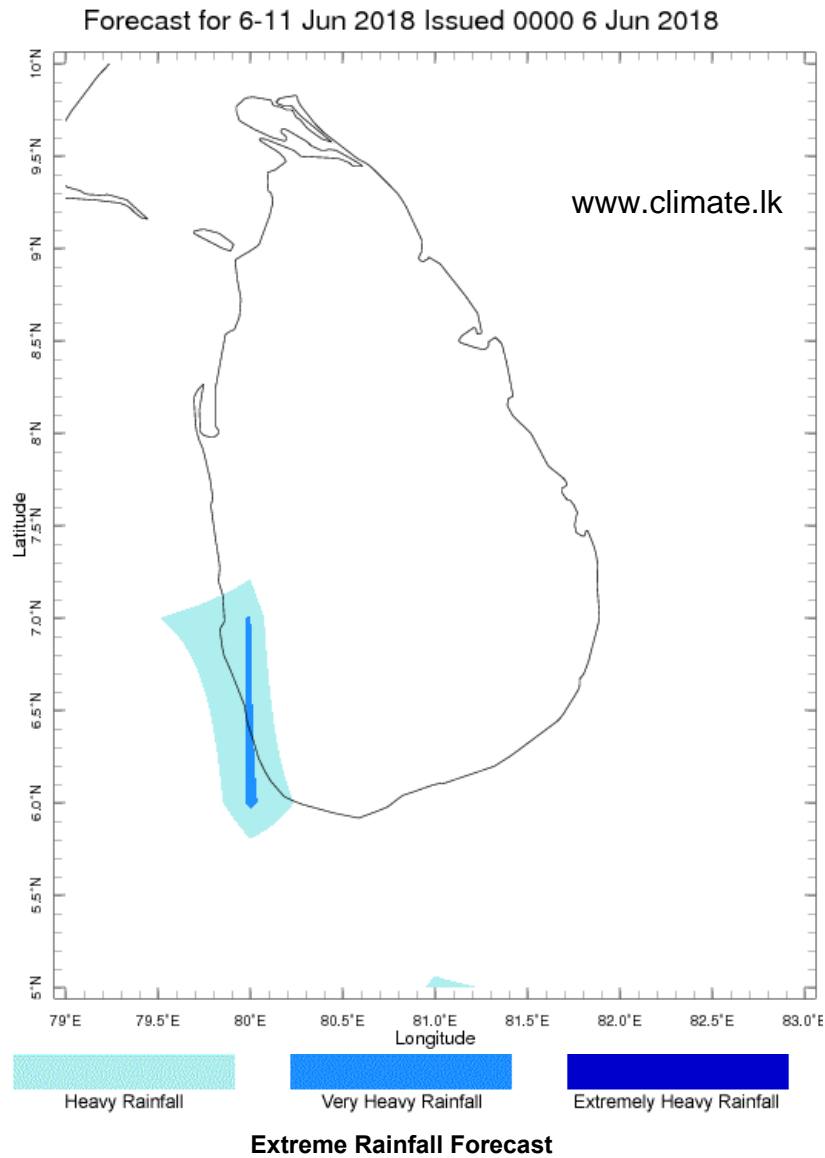 Forecast for 6-11 Jun 2018 Issued 0000 6 Jun 2018
www.climate.lk
10°N
9.5°N
9°N
8.5°N
8°N
7.5°N
7.0°N
6.5°N
6.0°N
5.5°N
5°N
Latitude
79°E 79.5°E 80°E 80.5°E 81.0°E 81.5°E 82.0°E 82.5°E 83.0°E
Longitude
Heavy Rainfall Very Heavy Rainfall Extremely Heavy Rainfall
Extreme Rainfall Forecast